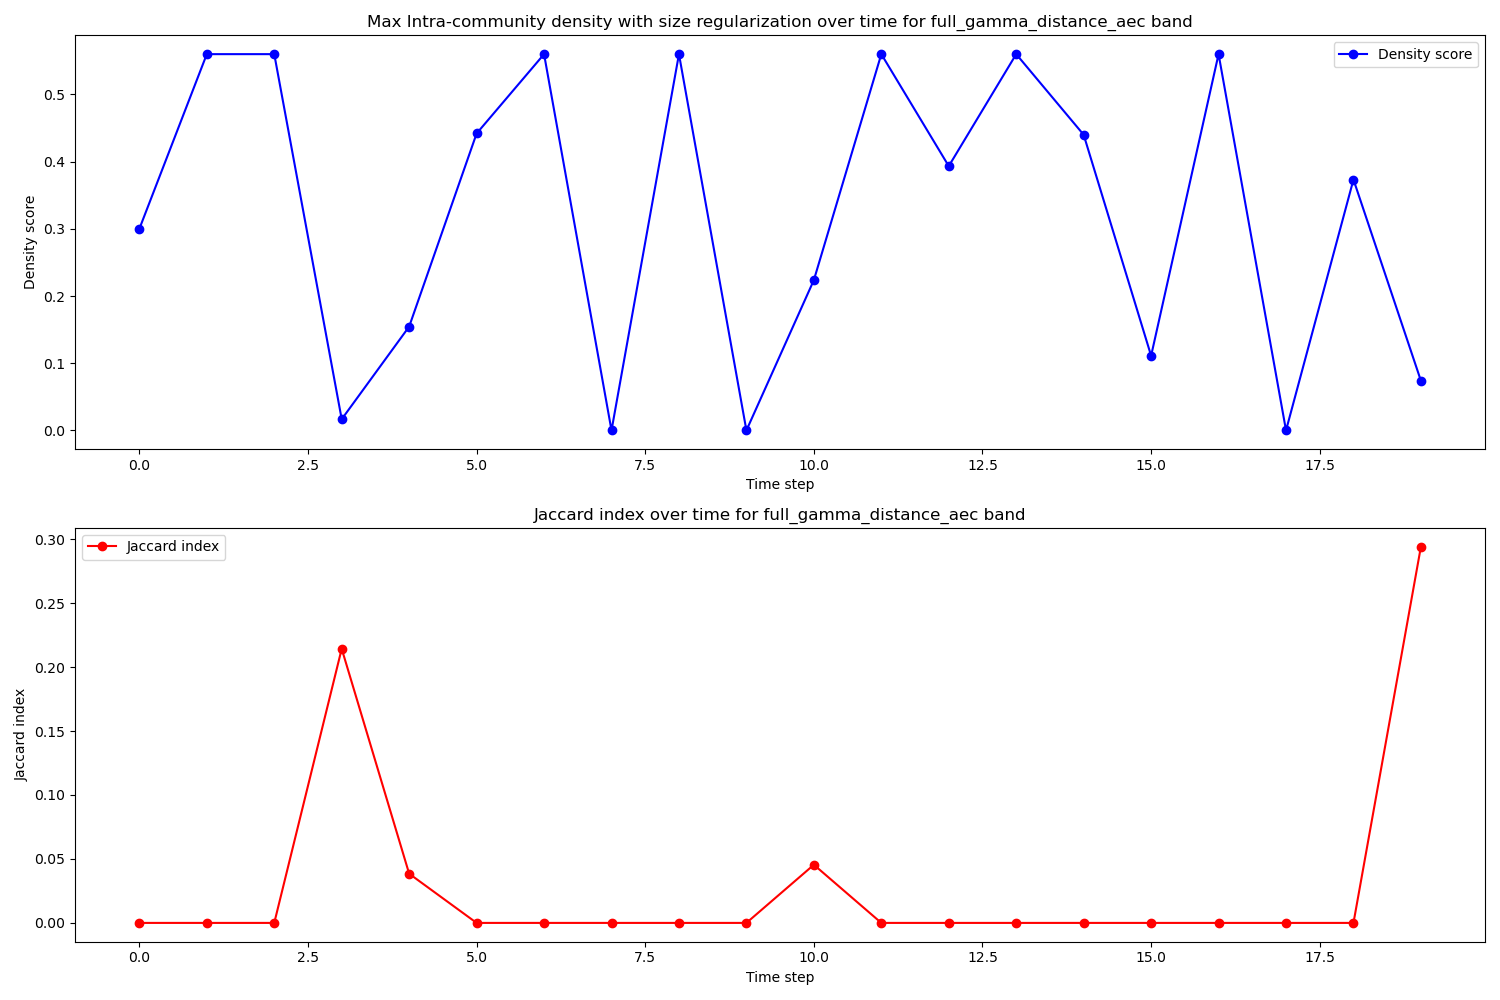 Max Intra-community density with size regularization over time for full_gamma_distance_aec band
Density score
0.5
0.4
0.3
0.2
0.1
0.0
Density score
0.0 2.5 5.0 7.5 10.0 12.5 15.0 17.5
Time step
Jaccard index over time for full_gamma_distance_aec band
Jaccard index
0.30
0.25
0.20
0.15
0.10
0.05
0.00
Jaccard index
0.0 2.5 5.0 7.5 10.0 12.5 15.0 17.5
Time step